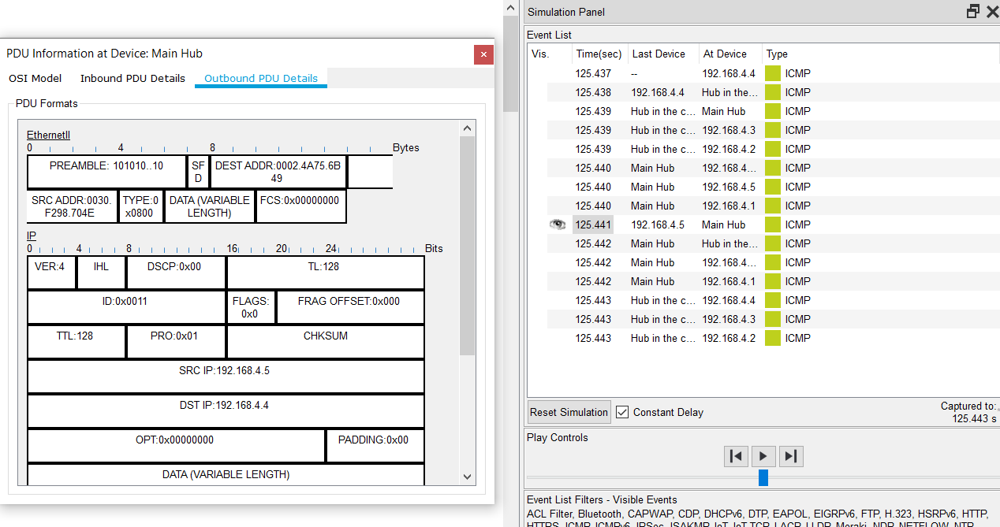 PDU Information at Device: Main Hub
OSI Model Inbound PDU Details Outbound PDU Details
PDU Formats
EthernetII
0 4 8 Bytes
PREAMBLE: 101010..10 SF D DEST ADDR:0002.4A75.6B 49
SRC ADDR:0030. F298.704E TYPE:0 x0800 DATA (VARIABLE LENGTH) FCS:0x00000000
IP
0 4 8 16 20 24 Bits
VER:4 IHL DSCP:0x00 TL:128
ID:0x0011 FLAGS: 0x0 FRAG OFFSET:0x000
TTL:128 PRO:0x01 CHKSUM
SRC IP:192.168.4.5
DST IP:192.168.4.4
OPT:0x00000000 PADDING:0x00
DATA (VARIABLE LENGTH)
Simulation Panel
Event List
Vis. Time(sec) Last Device At Device Type
125.437 -- 192.168.4.4 ICMP
125.438 192.168.4.4 Hub in the... ICMP
125.439 Hub in the c... Main Hub ICMP
125.439 Hub in the c... 192.168.4.3 ICMP
125.439 Hub in the c... 192.168.4.2 ICMP
125.440 Main Hub 192.168.4... ICMP
125.440 Main Hub 192.168.4.5 ICMP
125.440 Main Hub 192.168.4.1 ICMP
125.441 192.168.4.5 Main Hub ICMP
125.442 Main Hub Hub in the... ICMP
125.442 Main Hub 192.168.4... ICMP
125.442 Main Hub 192.168.4.1 ICMP
125.443 Hub in the c... 192.168.4.4 ICMP
125.443 Hub in the c... 192.168.4.3 ICMP
125.443 Hub in the c... 192.168.4.2 ICMP
Reset Simulation Constant Delay
Captured to:
125.443 s
Play Controls
Event List Filters - Visible Events
ACL Filter, Bluetooth, CAPWAP, CDP, DHCPv6, DTP, EAPOL, EIGRPv6, FTP, H.323, HSRPv6, HTTP,
HTTPS, ICMP, ICMPv6, IPSec, ISAKMP, IoT, IoT TCP, LACP, LLDP, Meraki, NDP, NETFLOW, NTP,